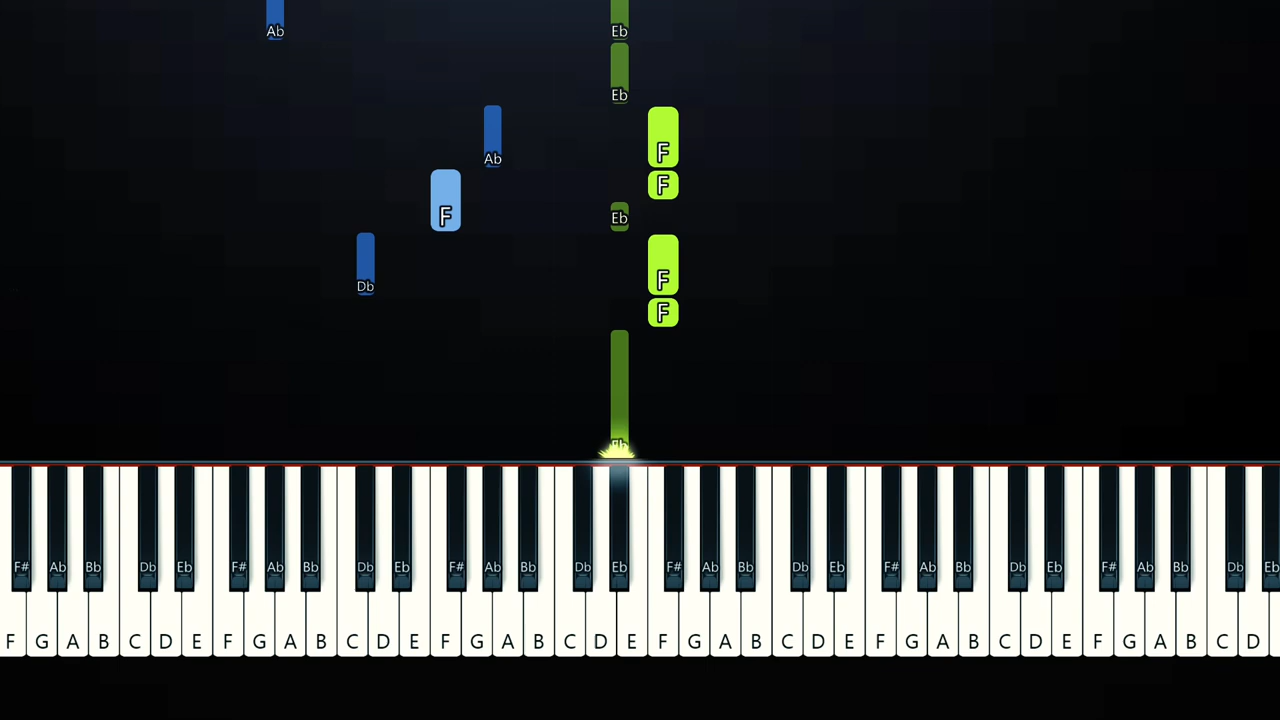 Ab Eb
Eb
Ab F
F
F Eb
Db F
F
Eb
F# Ab Bb Db Eb F# Ab Bb Db Eb F# Ab Bb Db Eb F# Ab Bb Db Eb F# Ab Bb Db Eb F# Ab Bb Db Eb
F G A B C D E F G A B C D E F G A B C D E F G A B C D E F G A B C D E F G A B C D